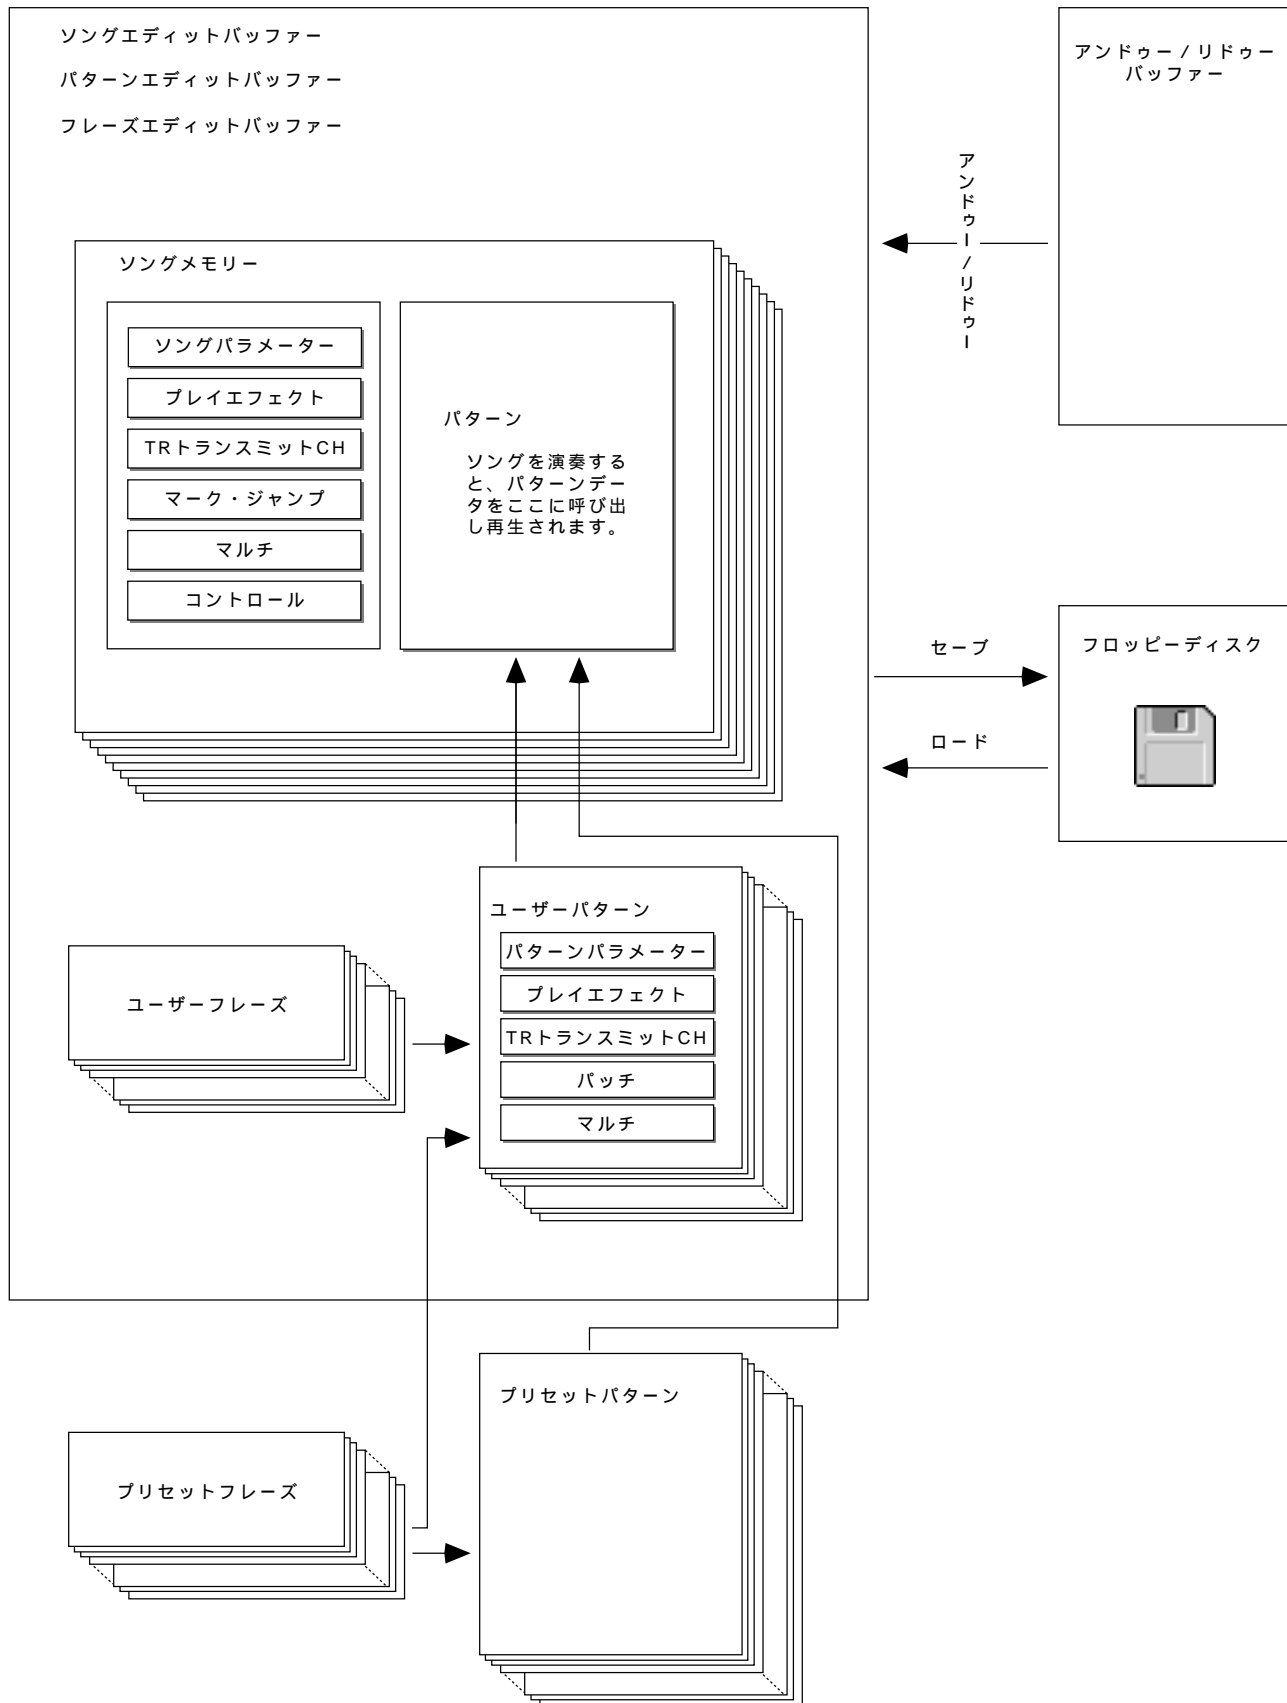 ソングエディットバッファー
パターンエディットバッファー
フレーズエディットバッファー
アンドゥー / リドゥー
バッファー
アンドゥー/リドゥー
ソングメモリー
ソングパラメーター
プレイエフェクト
TRトランスミットCH
マーク・ジャンプ
マルチ
コントロール
パターン
ソングを演奏する
と、パターンデー
タをここに呼び出
し再生されます。
セーブ
ロード
フロッピーディスク
ユーザーフレーズ
ユーザーパターン
パターンパラメーター
プレイエフェクト
TRトランスミットCH
パッチ
マルチ
プリセットパターン
プリセットフレーズ